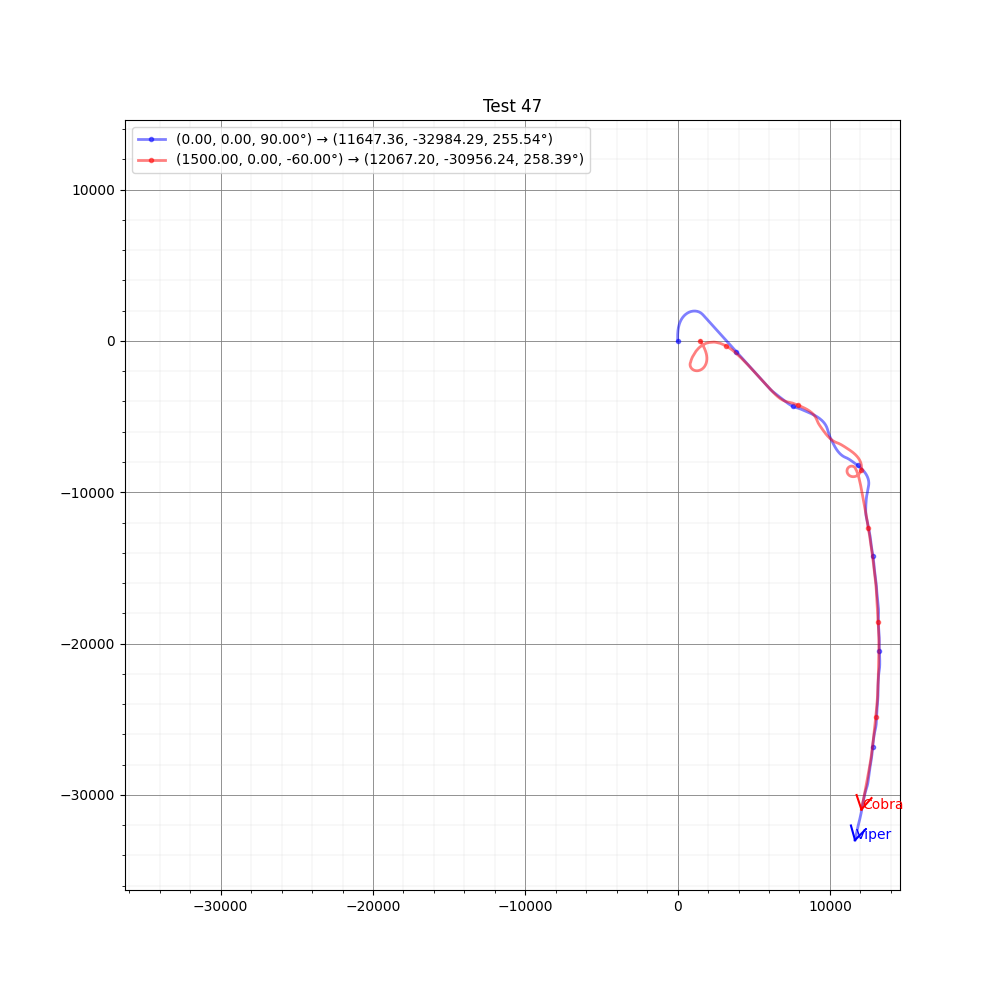 Test 47
(0.00, 0.00, 90.00°) → (11647.36, -32984.29, 255.54°)
(1500.00, 0.00, -60.00°) → (12067.20, -30956.24, 258.39°)
10000
0
−10000
−20000
−30000
Cobra
Viper
−30000 −20000 −10000 0 10000